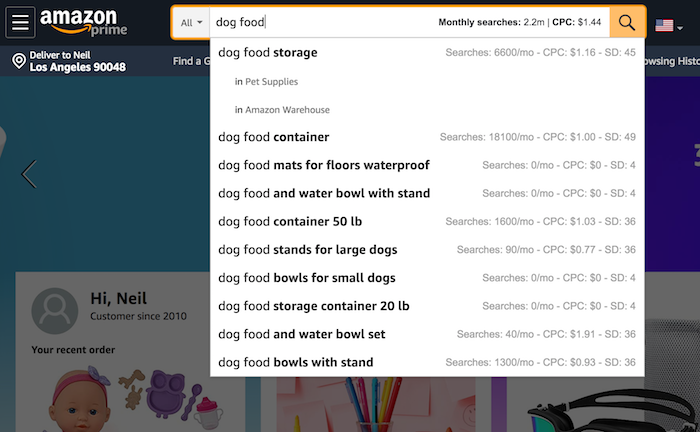 amazon
prime
All
dog food
Monthly searches: 2.2m | CPC: $1.44
Deliver to Neil
Los Angeles 90048
Find a G
owsing Histo
dog food storage
Searches: 6600/mo - CPC: $1.16 - SD: 45
in Pet Supplies
in Amazon Warehouse
dog food container
Searches: 18100/mo - CPC: $1.00 - SD: 49
dog food mats for floors waterproof
Searches: 0/mo - CPC: $0 - SD: 4
dog food and water bowl with stand
Searches: 0/mo - CPC: $0 - SD: 4
dog food container 50 lb
Searches: 1600/mo - CPC: $1.03 - SD: 36
dog food stands for large dogs
Searches: 90/mo - CPC: $0.77 - SD: 36
dog food bowls for small dogs
Searches: 0/mo - CPC: $0 - SD: 4
dog food storage container 20 lb
Searches: 0/mo - CPC: $0 - SD: 4
dog food and water bowl set
Searches: 40/mo - CPC: $1.91 - SD: 36
dog food bowls with stand
Searches: 1300/mo - CPC: $0.93 - SD: 36
Hi, Neil
Customer since 2010
Your recent order